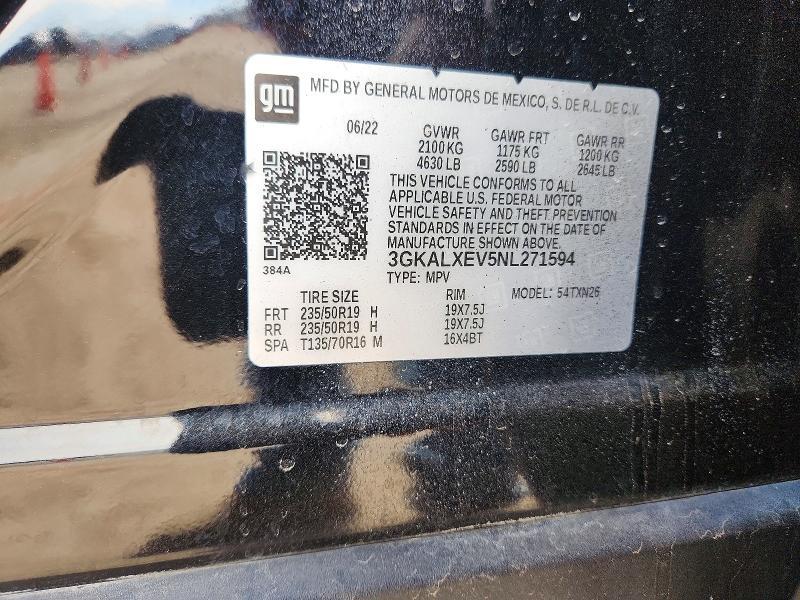 gm MFD BY GENERAL MOTORS DE MEXICO, S. DE R.L. DE C.V.
06/22 GVWR GAWR FRT GAWR RR
2100 KG 1175 KG 1200 KG
4630 LB 2590 LB 2645 LB
THIS VEHICLE CONFORMS TO ALL
APPLICABLE U.S. FEDERAL MOTOR
VEHICLE SAFETY AND THEFT PREVENTION
STANDARDS IN EFFECT ON THE DATE OF
MANUFACTURE SHOWN ABOVE.
384A
3GKALXEV5NL271594
TYPE: MPV MODEL: 54TXN26
TIRE SIZE RIM
FRT 235/50R19 H 19X7.5J
RR 235/50R19 H 19X7.5J
SPA T135/70R16 M 16X4BT